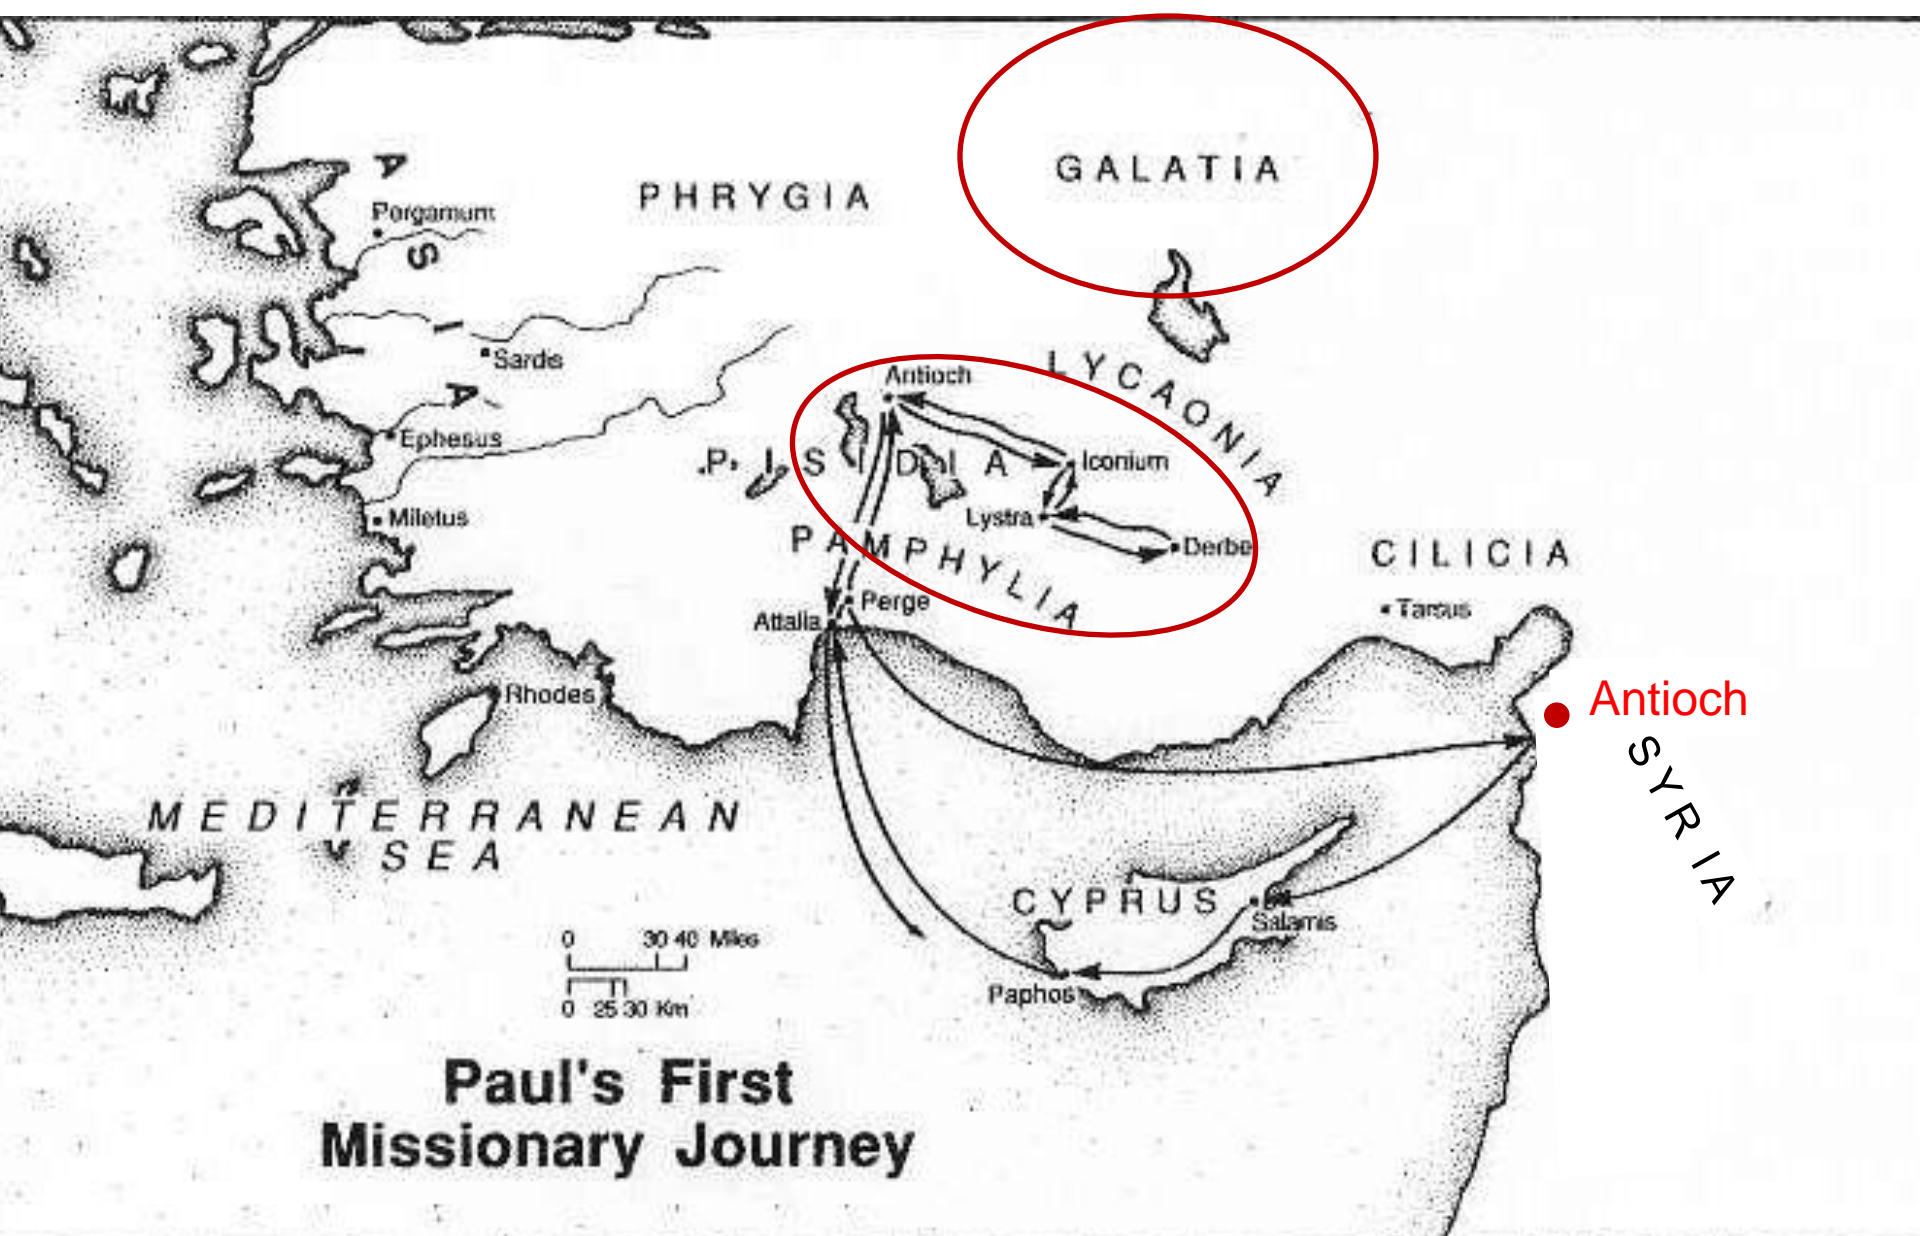 GALATIA
PHRYGIA
ASIA
Pergamum
Sardis
LYCAONIA
Antioch
Ephesus
PISIDIA
Iconium
Miletus
Lystra
PAMPHYLIA
Derbe
CILICIA
Tarsus
Perge
Attalia
Rhodes
Antioch
SYRIA
MEDITERRANEAN
SEA
CYPRUS
Salamis
Paphos
0 30 40 Miles
0 25 30 Km
Paul's First
Missionary Journey